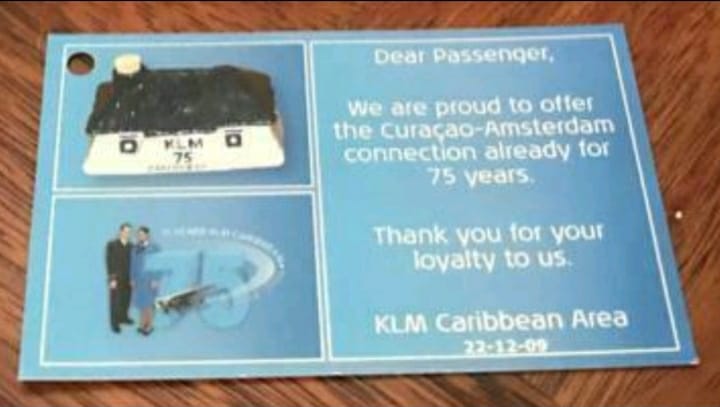 KLM
75
75
Dear Passenger,
We are proud to offer
the Curaçao-Amsterdam
connection already for
75 years.
Thank you for your
loyalty to us.
KLM Caribbean Area
22-12-09